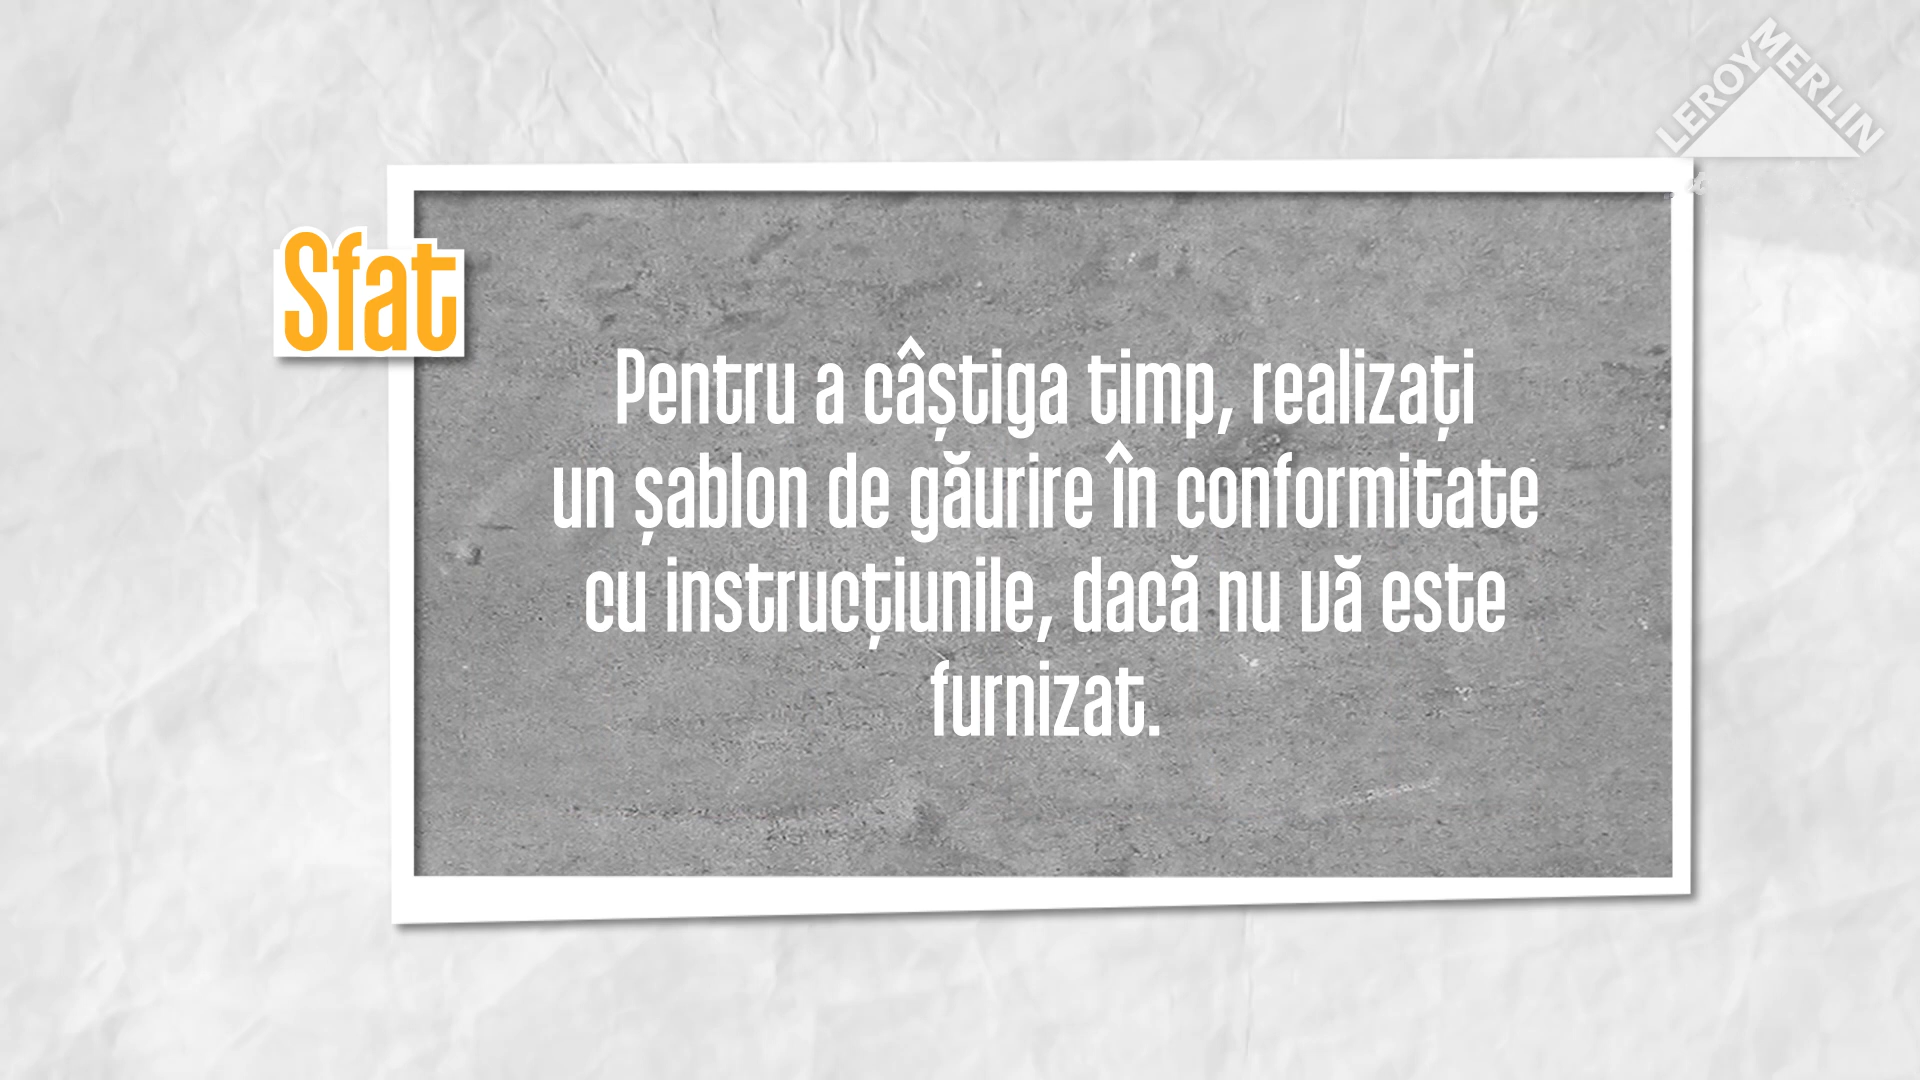 LEROY MERLIN
Sfat
Pentru a câștiga timp, realizați
un șablon de găurire în conformitate
cu instrucțiunile, dacă nu vă este
furnizat.